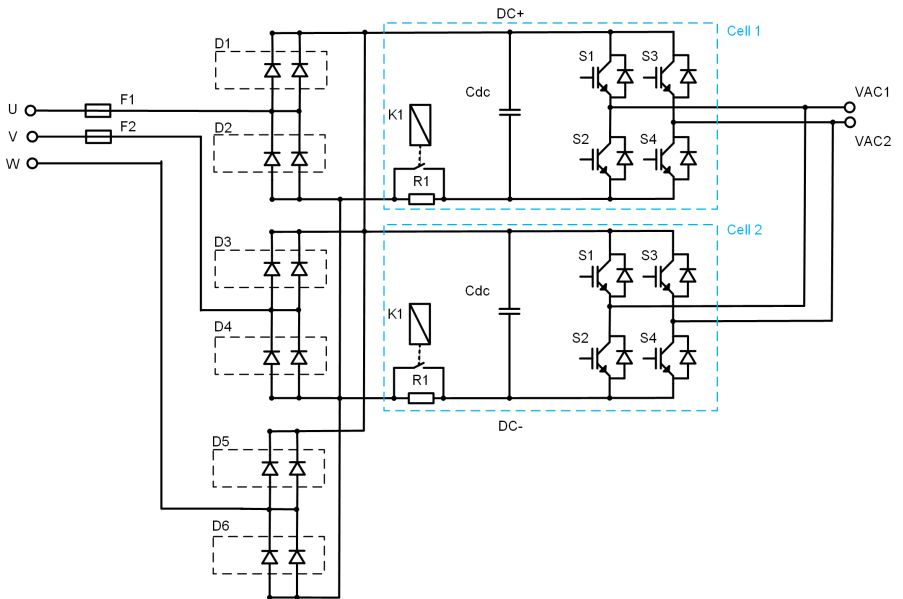 DC+
D1
Cell 1
S1
S3
Cdc
F1
U
VAC1
K1
F2
V
D2
S2
S4
VAC2
W
R1
Cell 2
D3
S1
S3
Cdc
K1
D4
S2
S4
R1
DC-
D5
D6